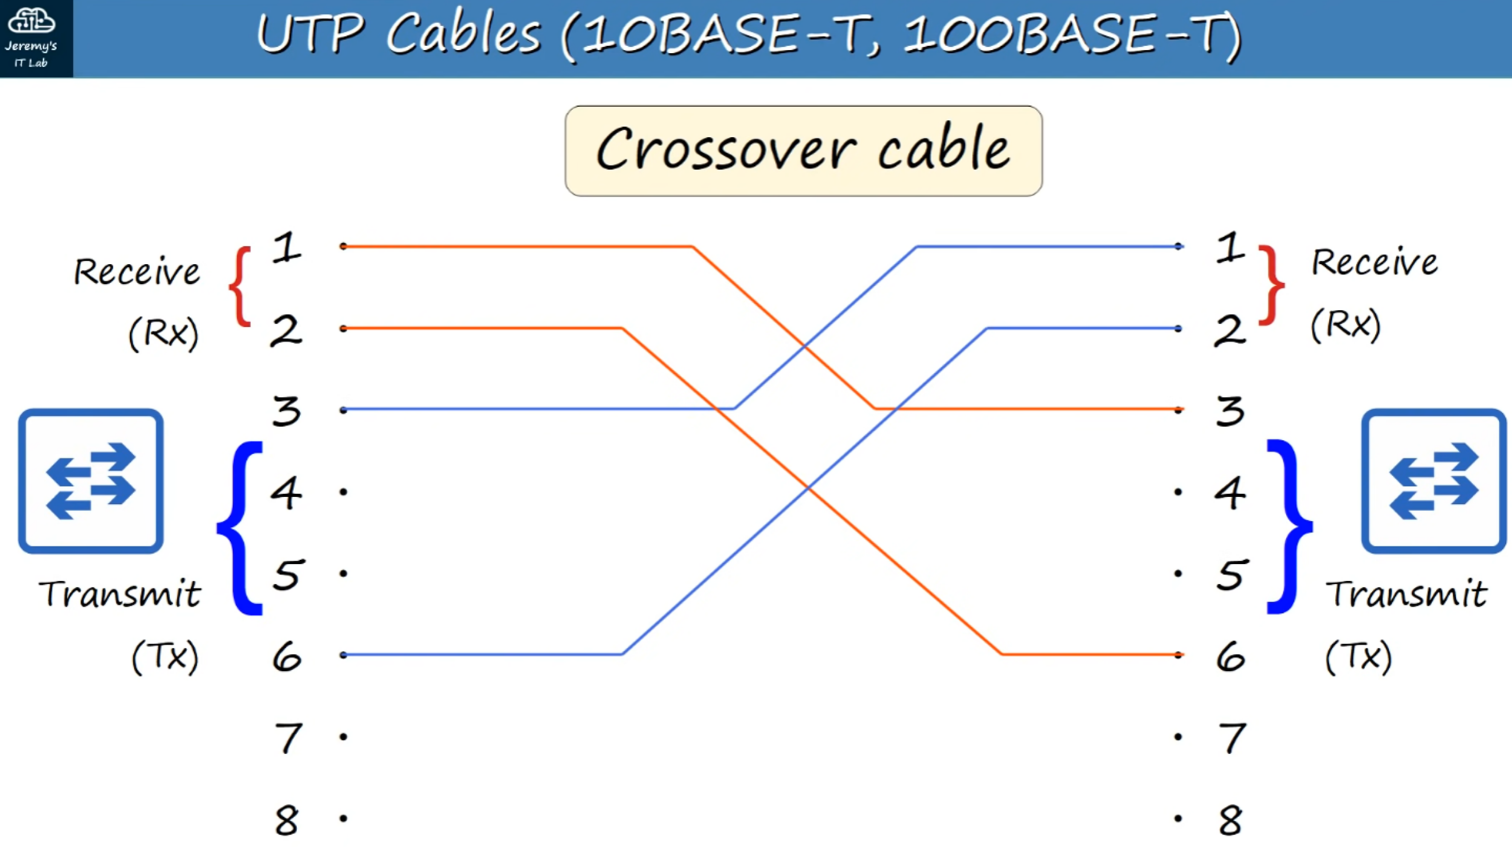 Jeremy's
IT Lab
UTP Cables (10BASE-T, 100BASE-T)
Crossover cable
Receive
(Rx)
1
2
3
4
5
6
7
8
Transmit
(Tx)
1
2
3
4
5
6
7
8
Receive
(Rx)
Transmit
(Tx)